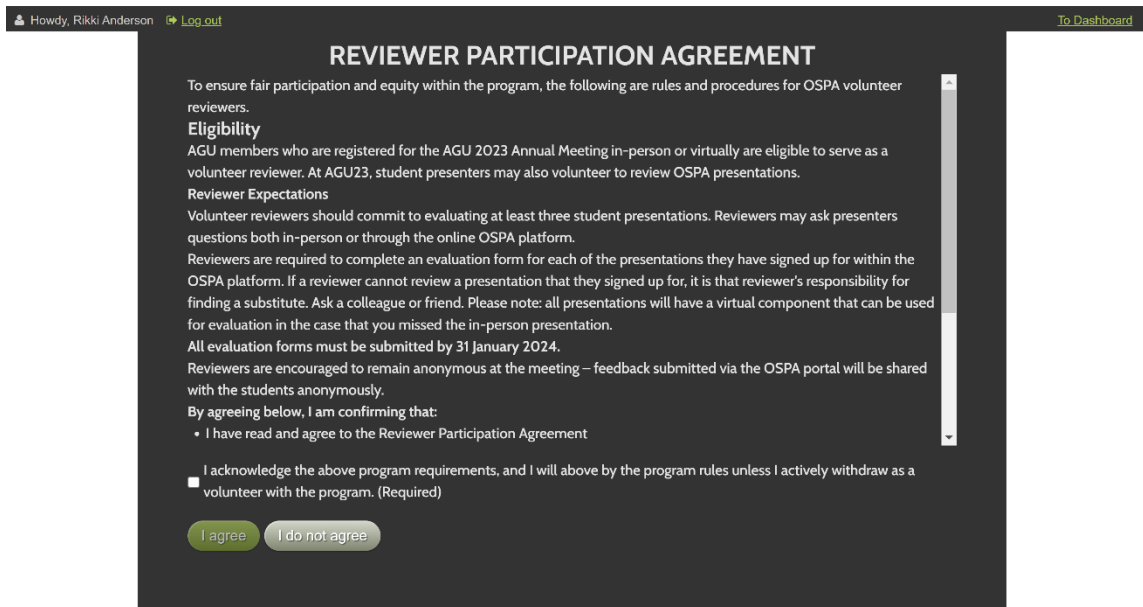 Howdy, Rikki Anderson Log out To Dashboard
REVIEWER PARTICIPATION AGREEMENT
To ensure fair participation and equity within the program, the following are rules and procedures for OSPA volunteer
reviewers.
Eligibility
AGU members who are registered for the AGU 2023 Annual Meeting in-person or virtually are eligible to serve as a
volunteer reviewer. At AGU23, student presenters may also volunteer to review OSPA presentations.
Reviewer Expectations
Volunteer reviewers should commit to evaluating at least three student presentations. Reviewers may ask presenters
questions both in-person or through the online OSPA platform.
Reviewers are required to complete an evaluation form for each of the presentations they have signed up for within the
OSPA platform. If a reviewer cannot review a presentation that they signed up for, it is that reviewer's responsibility for
finding a substitute. Ask a colleague or friend. Please note: all presentations will have a virtual component that can be used
for evaluation in the case that you missed the in-person presentation.
All evaluation forms must be submitted by 31 January 2024.
Reviewers are encouraged to remain anonymous at the meeting – feedback submitted via the OSPA portal will be shared
with the students anonymously.
By agreeing below, I am confirming that:
• I have read and agree to the Reviewer Participation Agreement
I acknowledge the above program requirements, and I will above by the program rules unless I actively withdraw as a
volunteer with the program. (Required)
I agree I do not agree